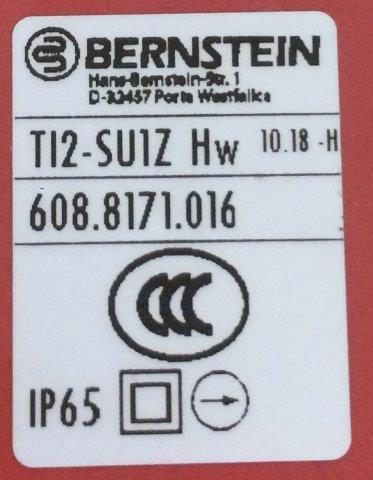 BERNSTEIN
Hans-Bernstein-Str. 1
D-32457 Porta Westfalica
TI2-SU1Z Hw 10.18 -H
608.8171.016
CCC
IP65